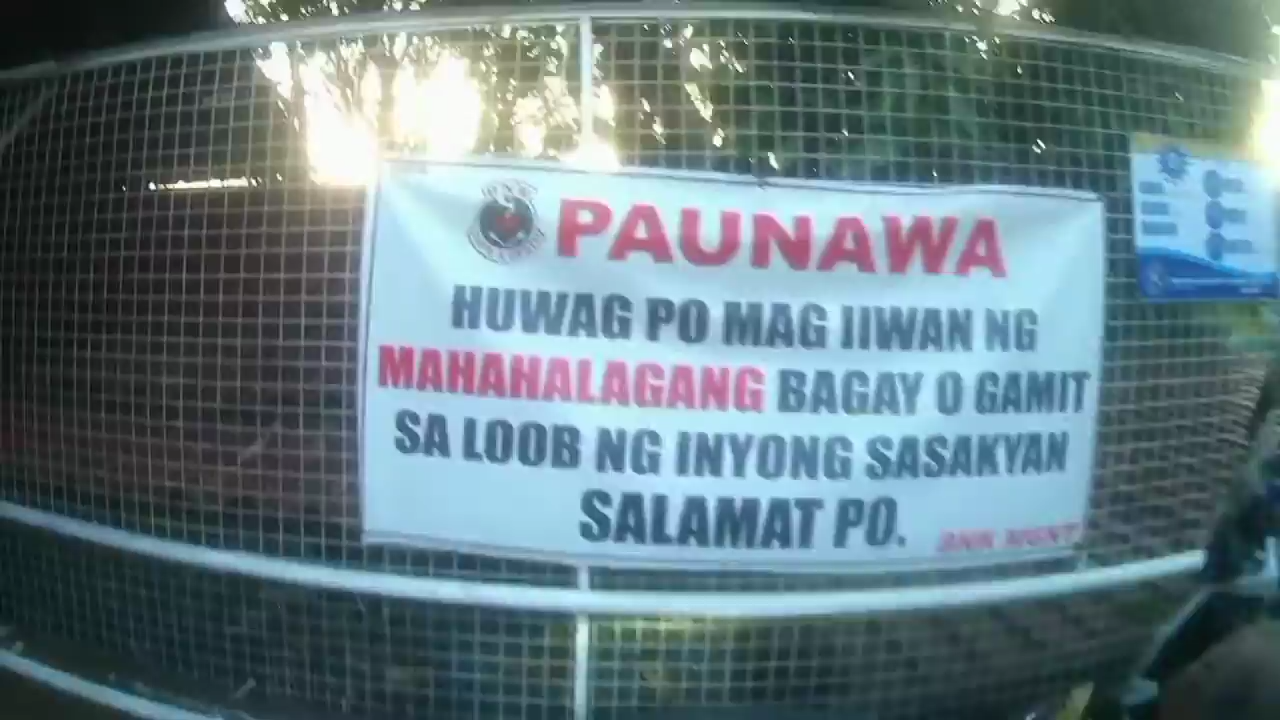 PAUNAWA
HUWAG PO MAG IIWAN NG
MAHAHALAGANG BAGAY O GAMIT
SA LOOB NG INYONG SASAKYAN
SALAMAT PO.